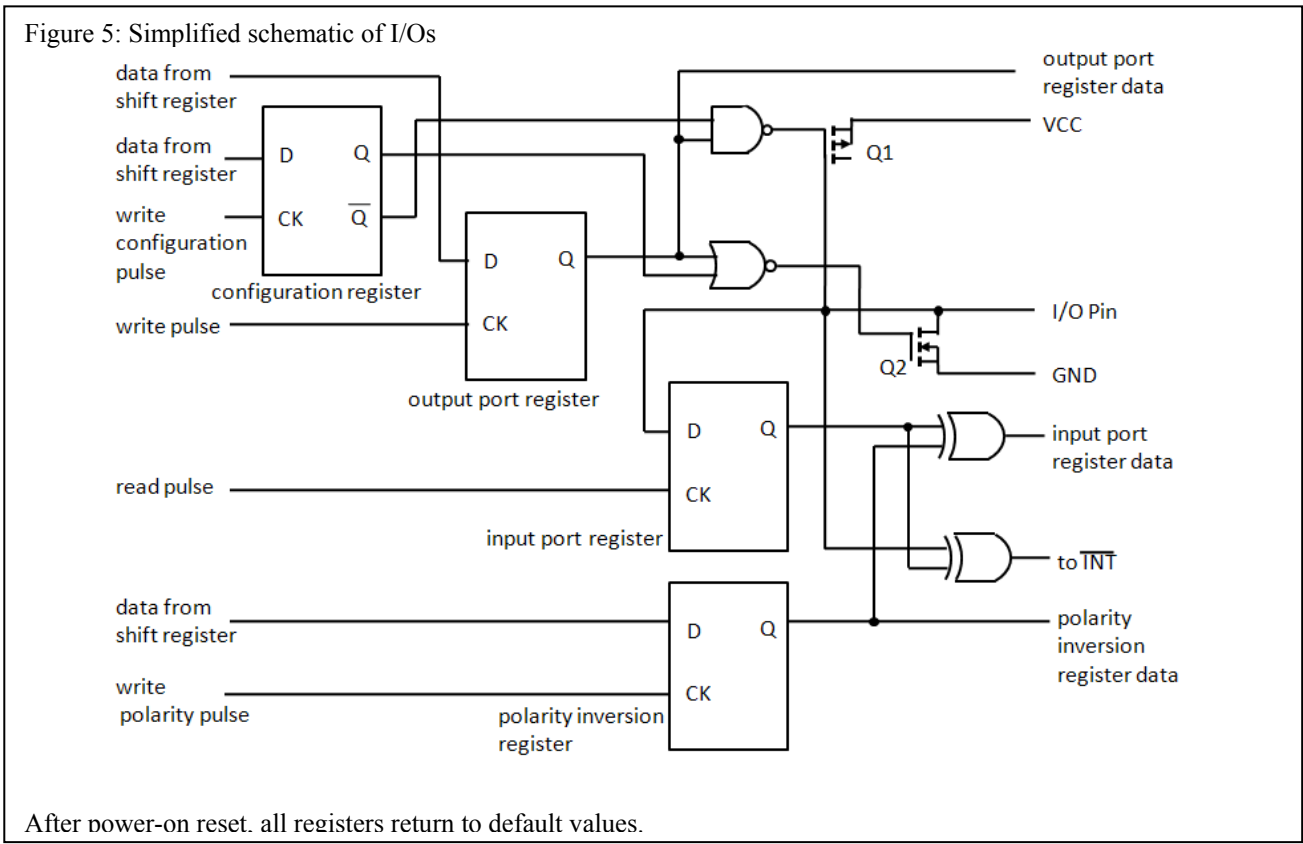 Figure 5: Simplified schematic of I/Os
data from
shift register
output port
register data
VCC
Q1
data from
shift register
D
Q
write
configuration
pulse
CK
Q̅
configuration register
D
Q
write pulse
CK
output port register
I/O Pin
Q2
GND
D
Q
input port
register data
read pulse
CK
input port register
to I̅N̅T̅
data from
shift register
D
Q
polarity
inversion
register data
write
polarity pulse
CK
polarity inversion
register
After power-on reset, all registers return to default values.